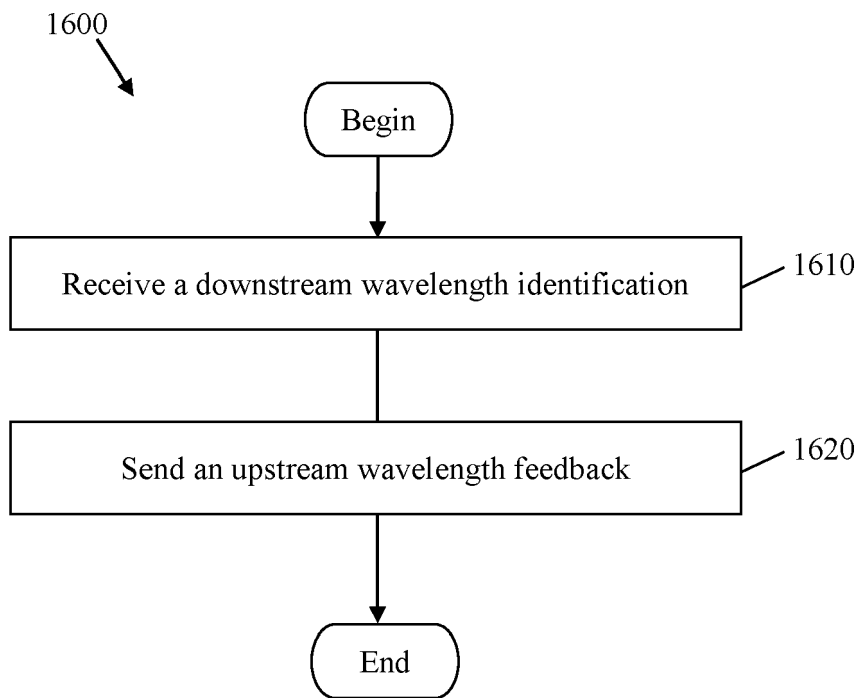 1600
Begin
Receive a downstream wavelength identification
1610
Send an upstream wavelength feedback
1620
End